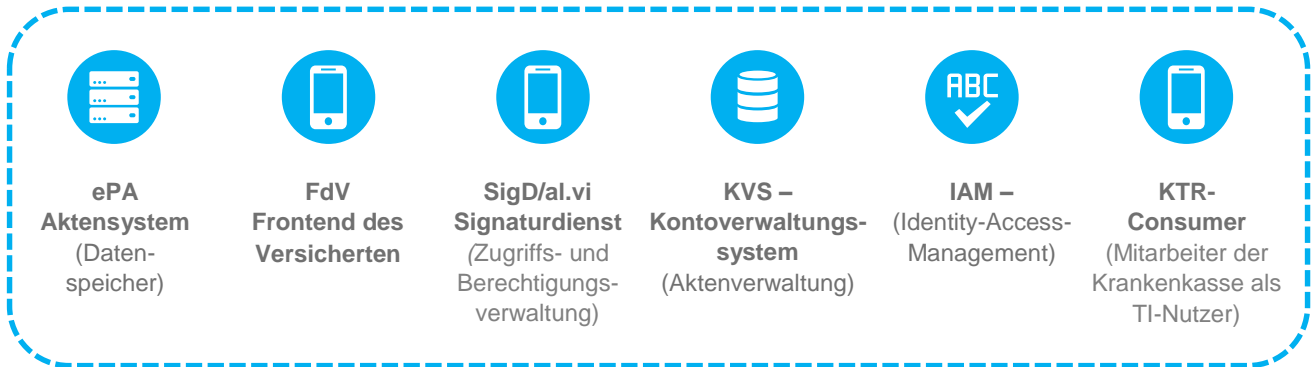 ABC
ePA
Aktensystem
(Daten-
speicher)
FdV
Frontend des
Versicherten
SigD/al.vi
Signaturdienst
(Zugriffs- und
Berechtigungs-
verwaltung)
KVS –
Kontoverwaltungs-
system
(Aktenverwaltung)
IAM –
(Identity-Access-
Management)
KTR-
Consumer
(Mitarbeiter der
Krankenkasse als
TI-Nutzer)